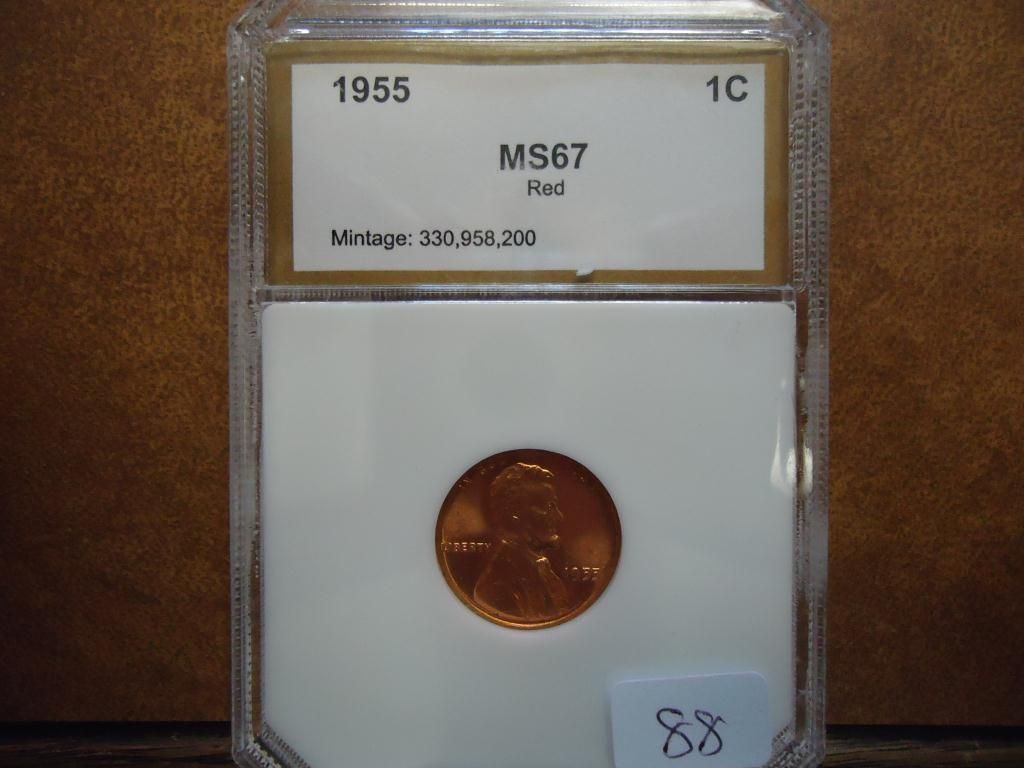 1955 1C
MS67
Red
Mintage: 330,958,200
LIBERTY
1955
88